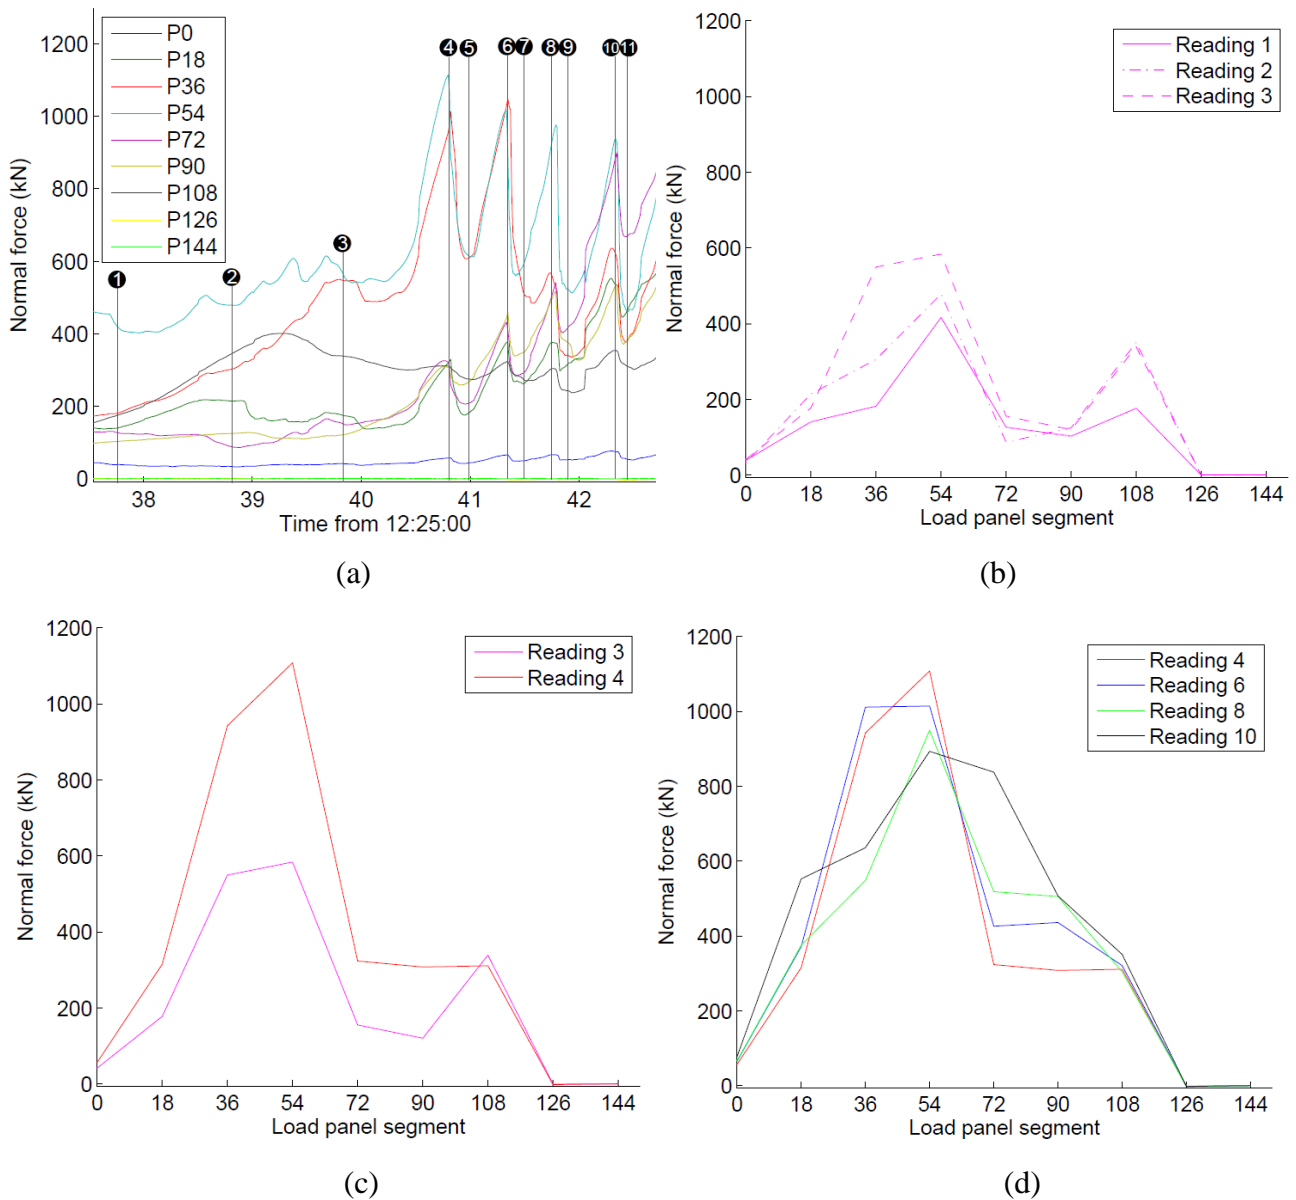 1200
1000
800
600
400
200
0
Normal force (kN)
P0
P18
P36
P54
P72
P90
P108
P126
P144
1 2 3 4 5 6 7 8 9 10 11
38 39 40 41 42
Time from 12:25:00
(a)
1200
1000
800
600
400
200
0
Normal force (kN)
Reading 1
Reading 2
Reading 3
0 18 36 54 72 90 108 126 144
Load panel segment
(b)
1200
1000
800
600
400
200
0
Normal force (kN)
Reading 3
Reading 4
0 18 36 54 72 90 108 126 144
Load panel segment
(c)
1200
1000
800
600
400
200
0
Normal force (kN)
Reading 4
Reading 6
Reading 8
Reading 10
0 18 36 54 72 90 108 126 144
Load panel segment
(d)